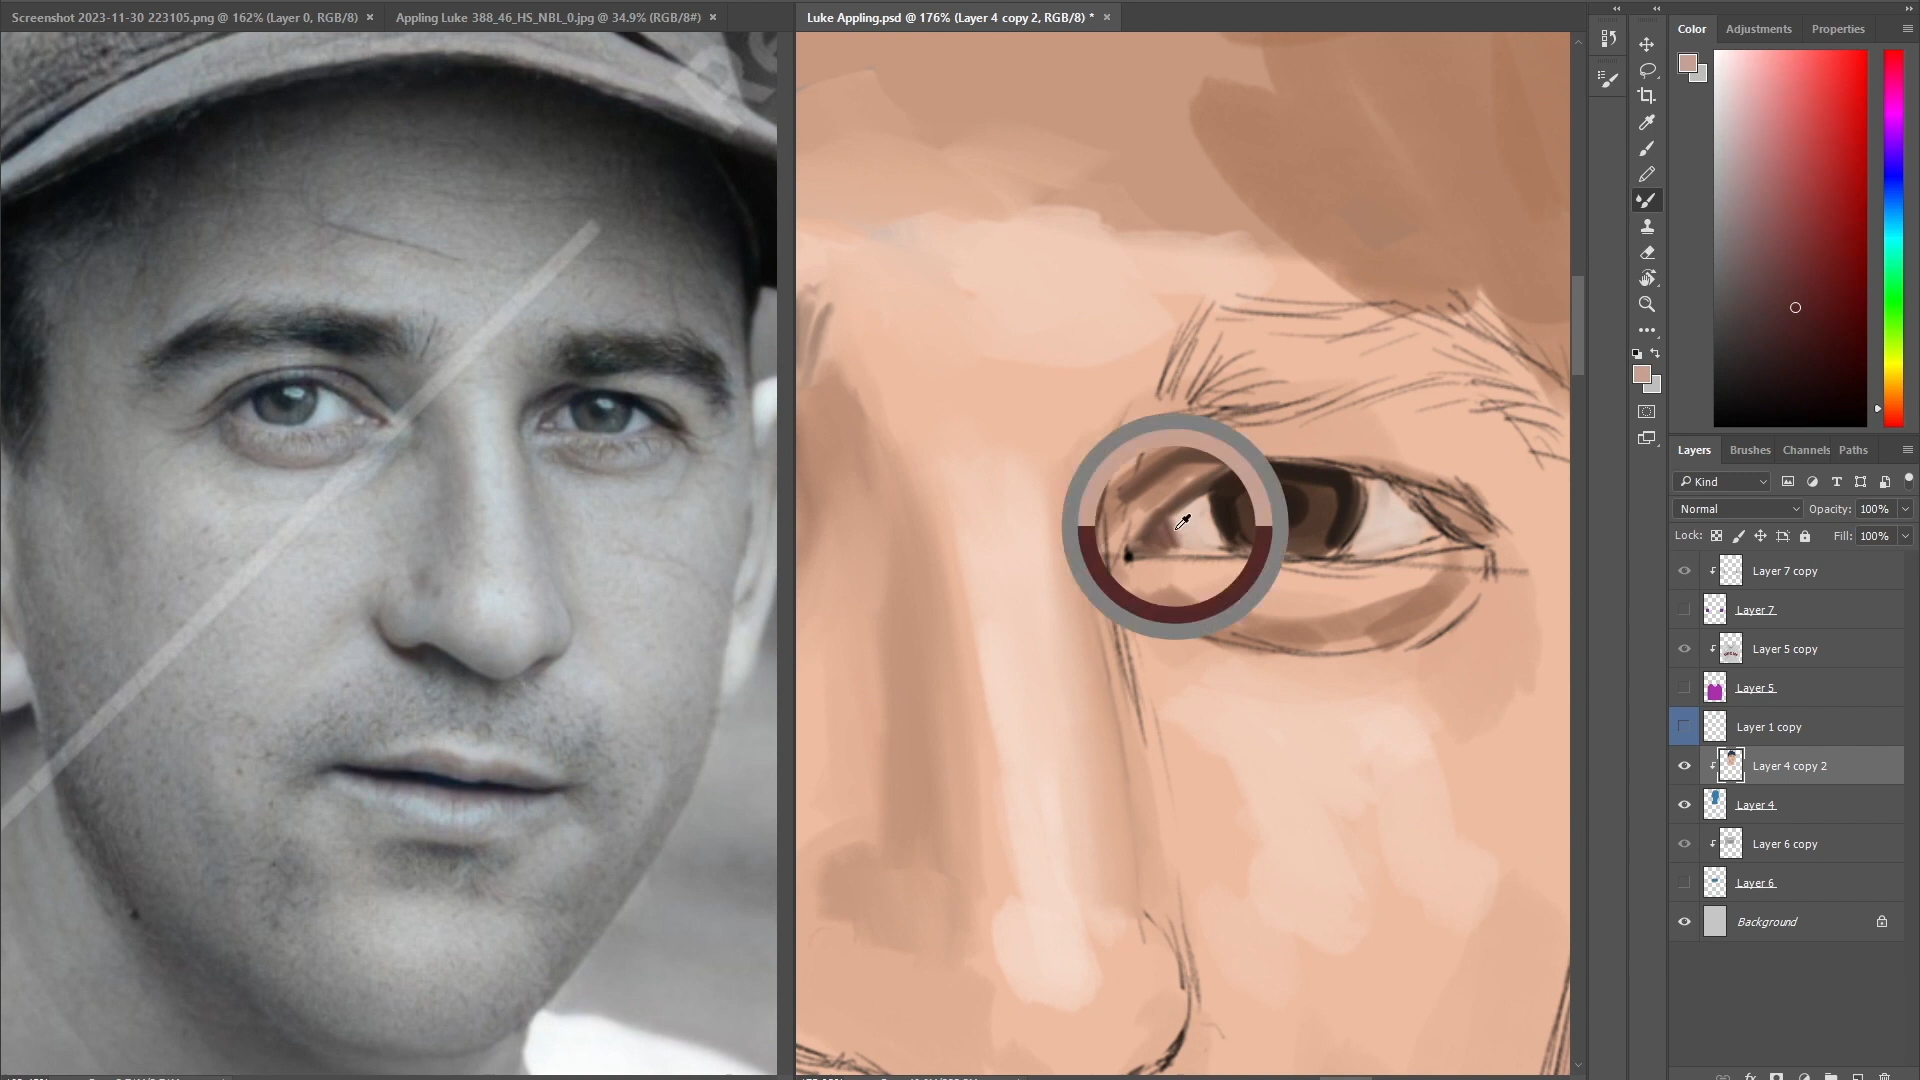 Screenshot 2023-11-30 223105.png @ 162% (Layer 0, RGB/8) ×
Appling Luke 388_46_HS_NBL_0.jpg @ 34.9% (RGB/8#) ×
Luke Appling.psd @ 176% (Layer 4 copy 2, RGB/8) * ×
Color
Adjustments
Properties
Layers
Brushes
Channels
Paths
Kind
Normal
Opacity: 100%
Lock:
Fill: 100%
Layer 7 copy
Layer 7
Layer 5 copy
Layer 5
Layer 1 copy
Layer 4 copy 2
Layer 4
Layer 6 copy
Layer 6
Background